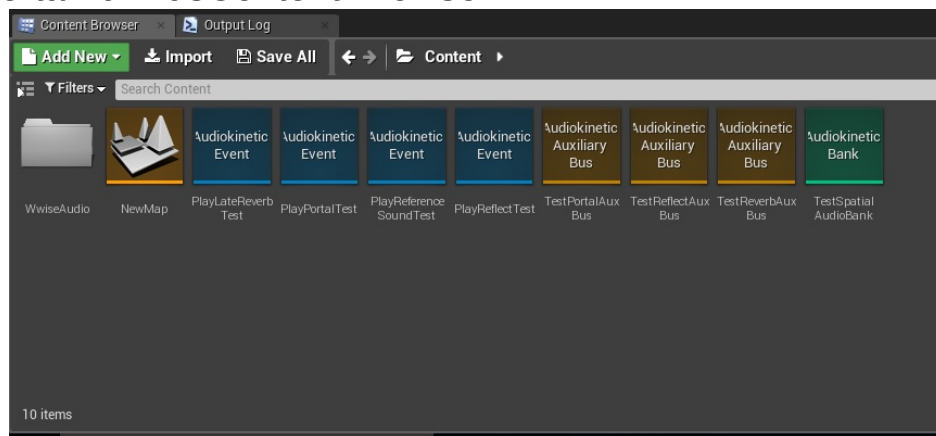 Content Browser
Output Log
Add New
Import
Save All
Content
Filters
Search Content
Audiokinetic
Event
Audiokinetic
Event
Audiokinetic
Event
Audiokinetic
Event
Audiokinetic
Auxiliary
Bus
Audiokinetic
Auxiliary
Bus
Audiokinetic
Auxiliary
Bus
Audiokinetic
Bank
WwiseAudio
NewMap
PlayLateReverb
Test
PlayPortalTest
PlayReference
SoundTest
PlayReflectTest
TestPortalAux
Bus
TestReflectAux
Bus
TestReverbAux
Bus
TestSpatial
AudioBank
10 items